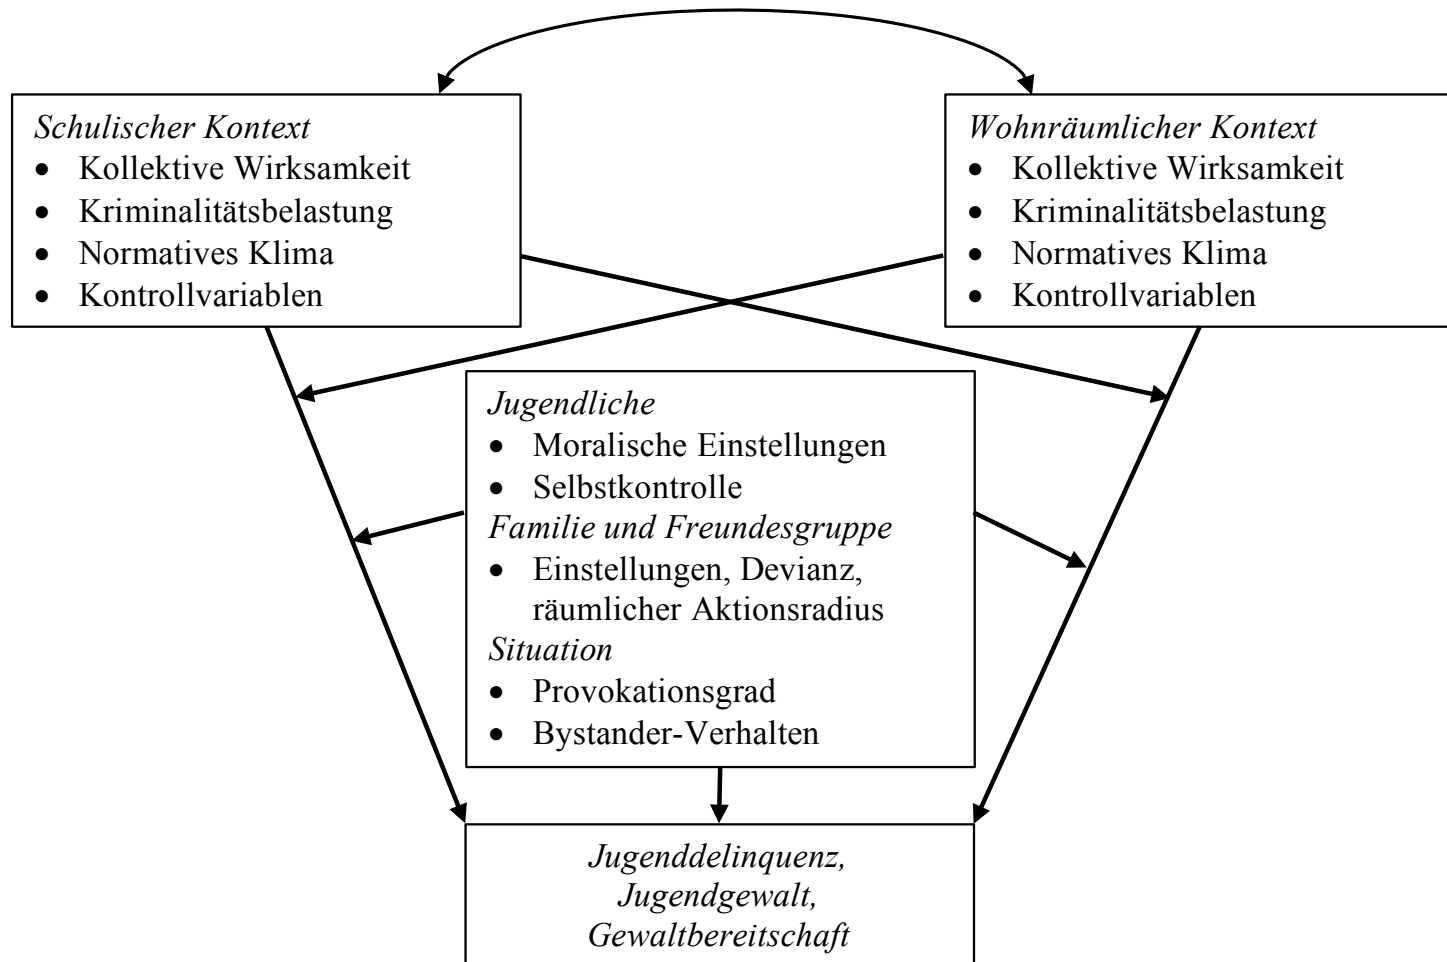 Schulischer Kontext
• Kollektive Wirksamkeit
• Kriminalitätsbelastung
• Normatives Klima
• Kontrollvariablen
Wohnräumlicher Kontext
• Kollektive Wirksamkeit
• Kriminalitätsbelastung
• Normatives Klima
• Kontrollvariablen
Jugendliche
• Moralische Einstellungen
• Selbstkontrolle
Familie und Freundesgruppe
• Einstellungen, Devianz,
räumlicher Aktionsradius
Situation
• Provokationsgrad
• Bystander-Verhalten
Jugenddelinquenz,
Jugendgewalt,
Gewaltbereitschaft